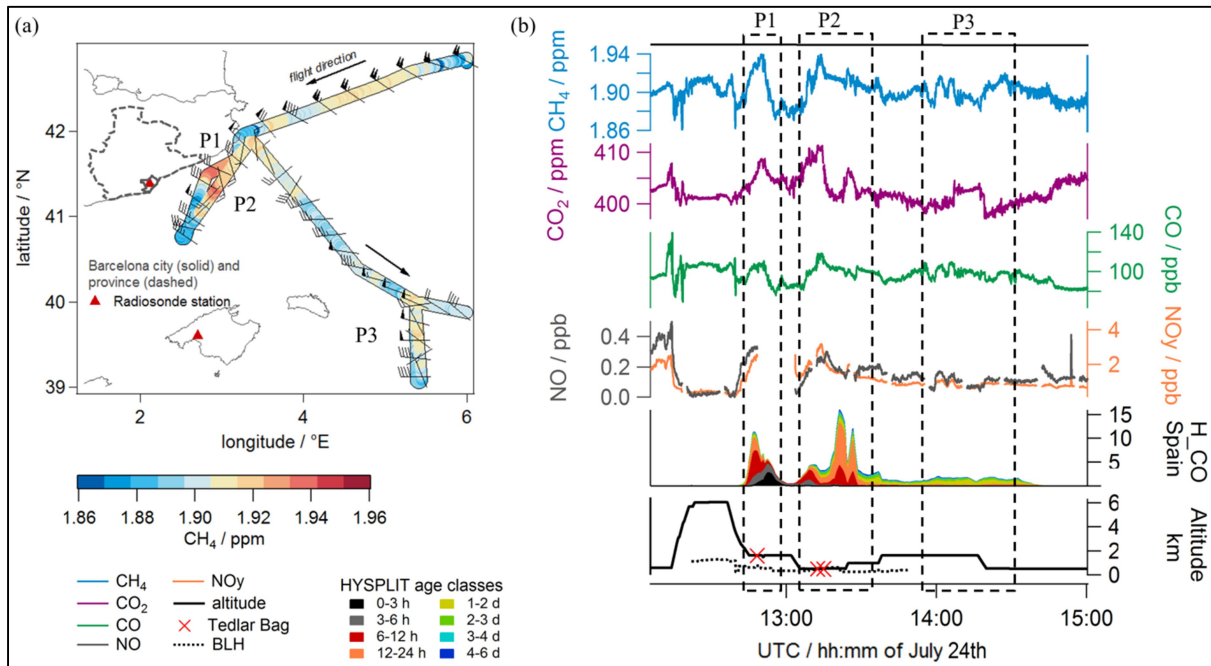 (a)
flight direction
P1
P2
P3
42
41
40
39
latitude / °N
Barcelona city (solid) and
province (dashed)
Radiosonde station
2
4
6
longitude / °E
1.86 1.88 1.90 1.92 1.94 1.96
CH₄ / ppm
CH₄
CO₂
CO
NO
NOy
altitude
Tedlar Bag
BLH
HYSPLIT age classes
0-3 h
3-6 h
6-12 h
12-24 h
1-2 d
2-3 d
3-4 d
4-6 d
(b)
P1 P2 P3
1.94
1.90
1.86
CH₄ / ppm
410
400
CO₂ / ppm
140
100
CO / ppb
0.4
0.2
0.0
NO / ppb
4
2
NOy / ppb
15
10
5
H_CO
Spain
6
4
2
0
Altitude
km
13:00 14:00 15:00
UTC / hh:mm of July 24th